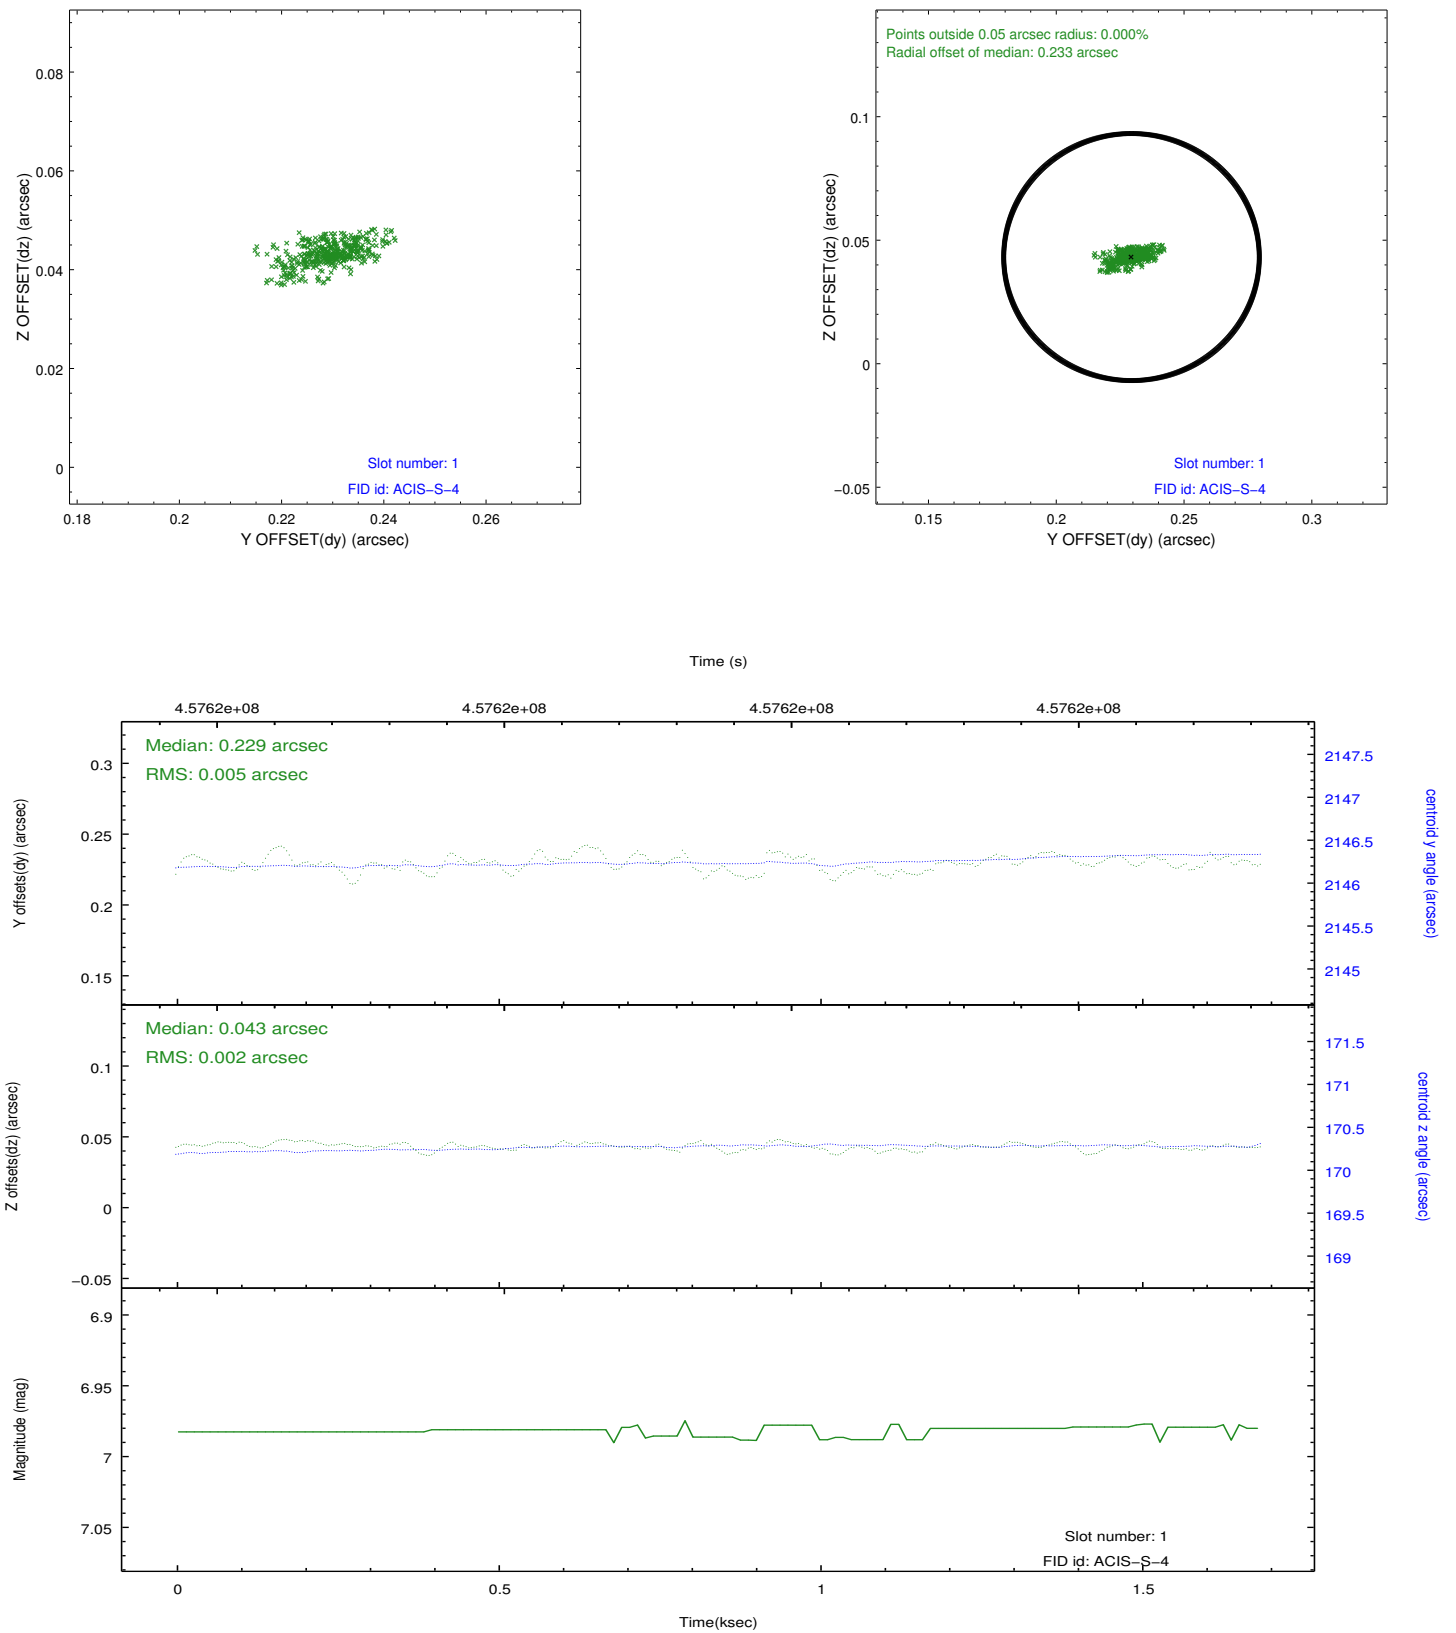 0.08
0.06
0.04
0.02
0
Z OFFSET(dz) (arcsec)
Slot number: 1
FID id: ACIS−S−4
0.18 0.2 0.22 0.24 0.26
Y OFFSET(dy) (arcsec)
Points outside 0.05 arcsec radius: 0.000%
Radial offset of median: 0.233 arcsec
0.1
0.05
0
−0.05
Z OFFSET(dz) (arcsec)
Slot number: 1
FID id: ACIS−S−4
0.15 0.2 0.25 0.3
Y OFFSET(dy) (arcsec)
Time (s)
4.5762e+08 4.5762e+08 4.5762e+08 4.5762e+08
Median: 0.229 arcsec
RMS: 0.005 arcsec
0.3
0.25
0.2
0.15
Y offsets(dy) (arcsec)
2147.5
2147
2146.5
2146
2145.5
2145
centroid y angle (arcsec)
Median: 0.043 arcsec
RMS: 0.002 arcsec
0.1
0.05
0
−0.05
Z offsets(dz) (arcsec)
171.5
171
170.5
170
169.5
169
centroid z angle (arcsec)
6.9
6.95
7
7.05
Magnitude (mag)
Slot number: 1
FID id: ACIS−S−4
0 0.5 1 1.5
Time(ksec)